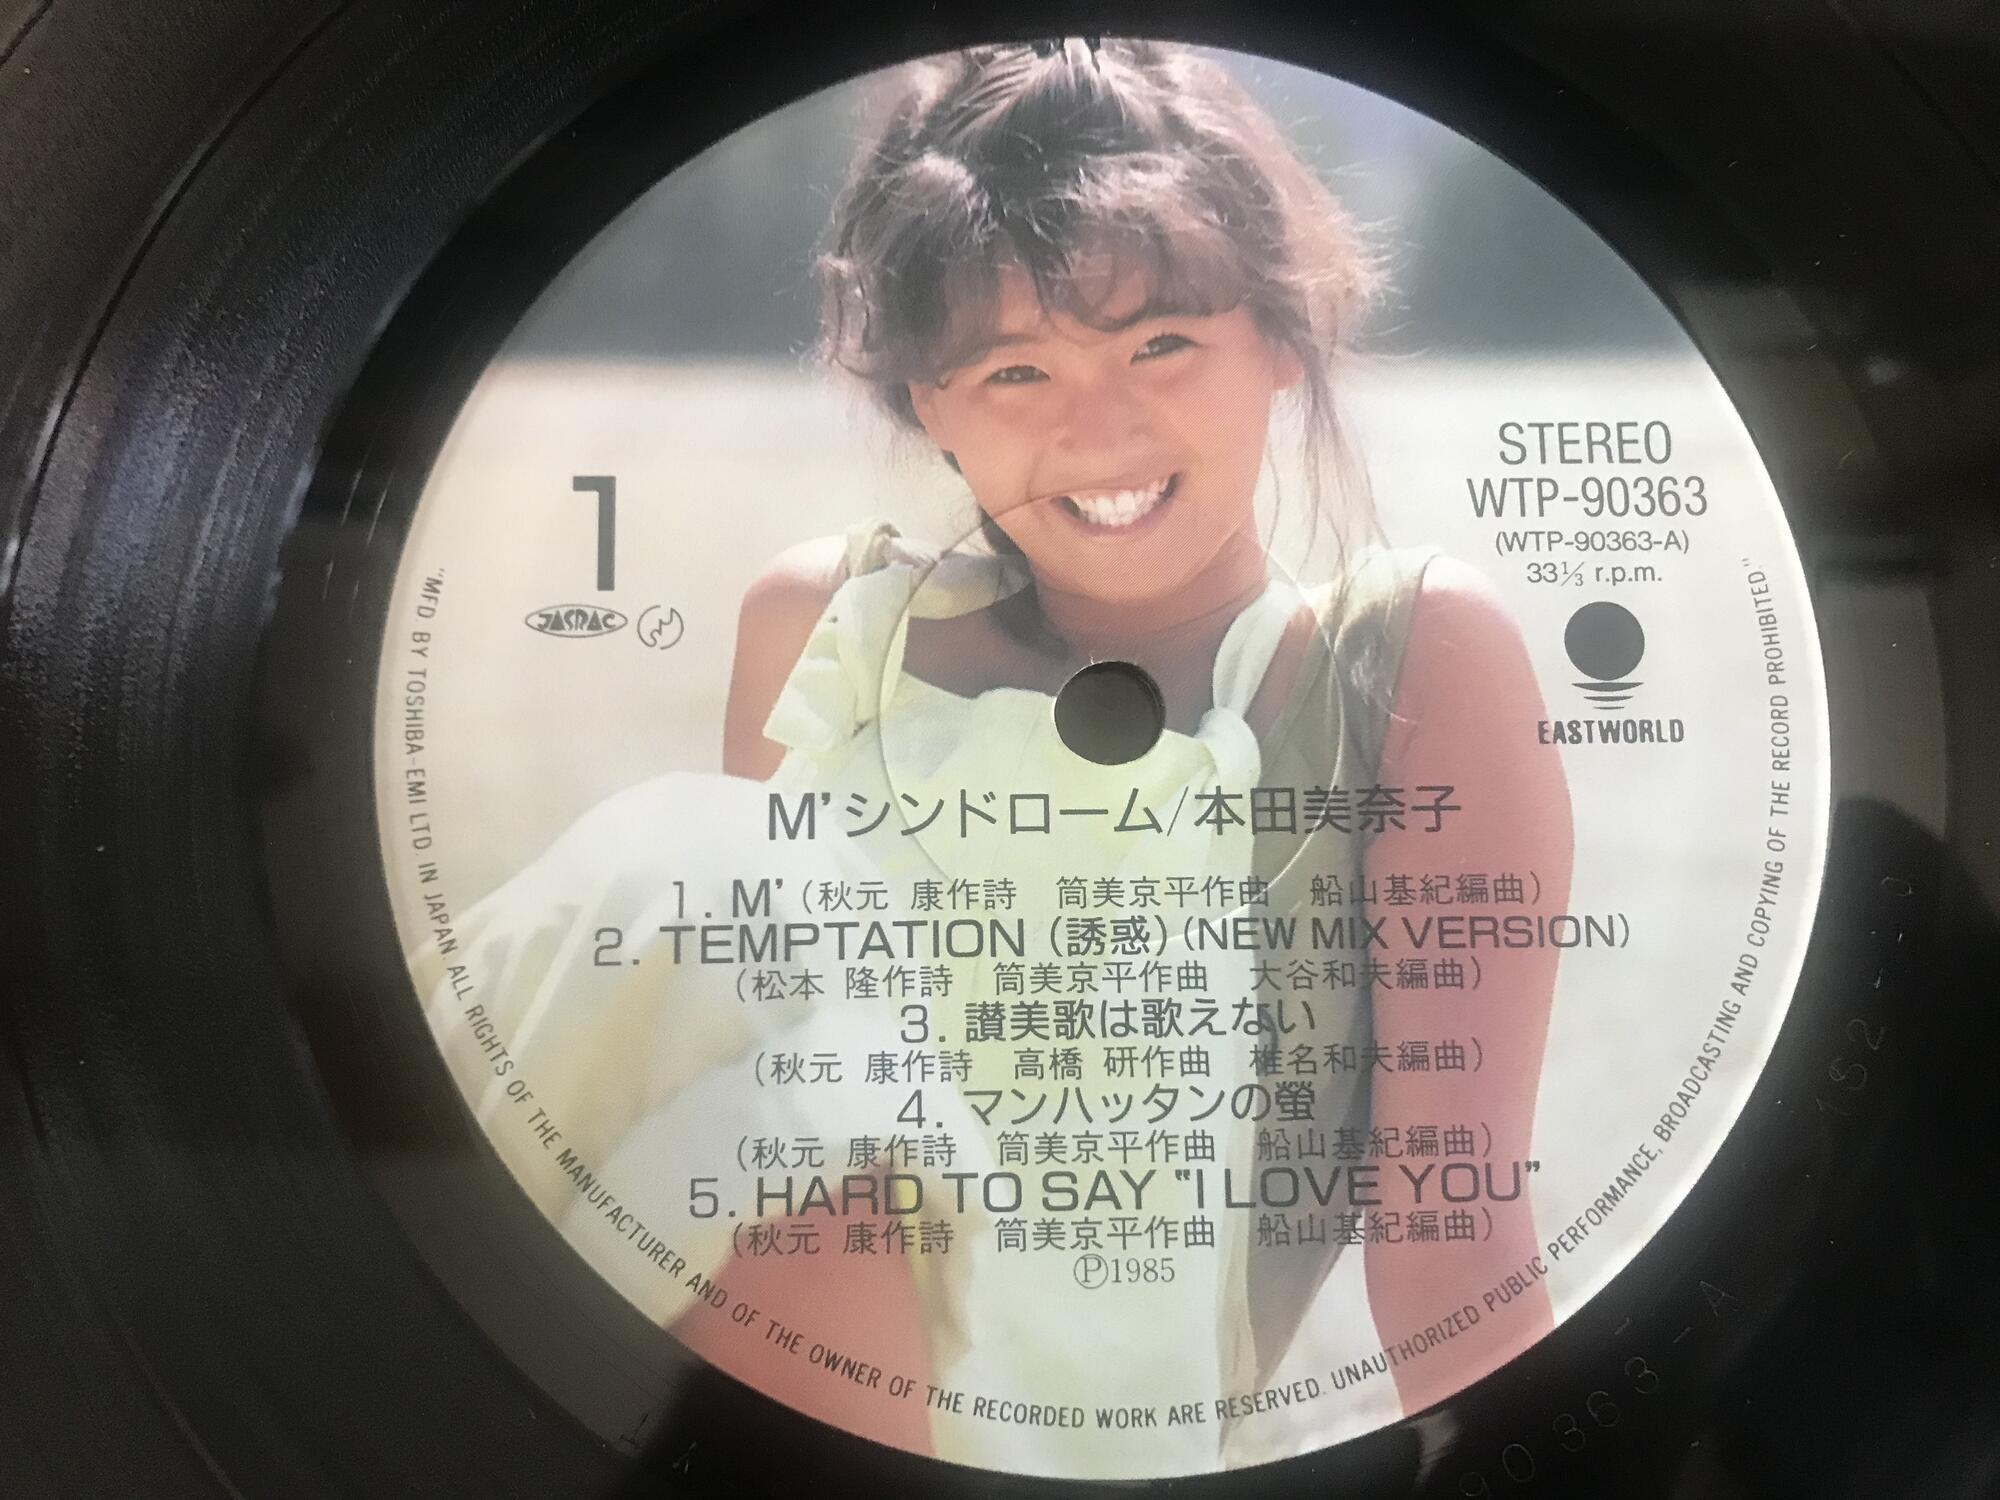 1
JASRAC
STEREO
WTP-90363
(WTP-90363-A)
33⅓ r.p.m.
EASTWORLD
M'シンドローム/本田美奈子
1. M'(秋元 康作詩 筒美京平作曲 船山基紀編曲)
2. TEMPTATION(誘惑)(NEW MIX VERSION)
(松本 隆作詩 筒美京平作曲 大谷和夫編曲)
3. 讃美歌は歌えない
(秋元 康作詩 高橋 研作曲 椎名和夫編曲)
4. マンハッタンの螢
(秋元 康作詩 筒美京平作曲 船山基紀編曲)
5. HARD TO SAY "I LOVE YOU"
(秋元 康作詩 筒美京平作曲 船山基紀編曲)
Ⓟ1985
"MFD. BY TOSHIBA-EMI LTD. IN JAPAN. ALL RIGHTS OF THE MANUFACTURER AND OF THE OWNER OF THE RECORDED WORK ARE RESERVED. UNAUTHORIZED PUBLIC PERFORMANCE, BROADCASTING AND COPYING OF THE RECORD PROHIBITED."
90363-A